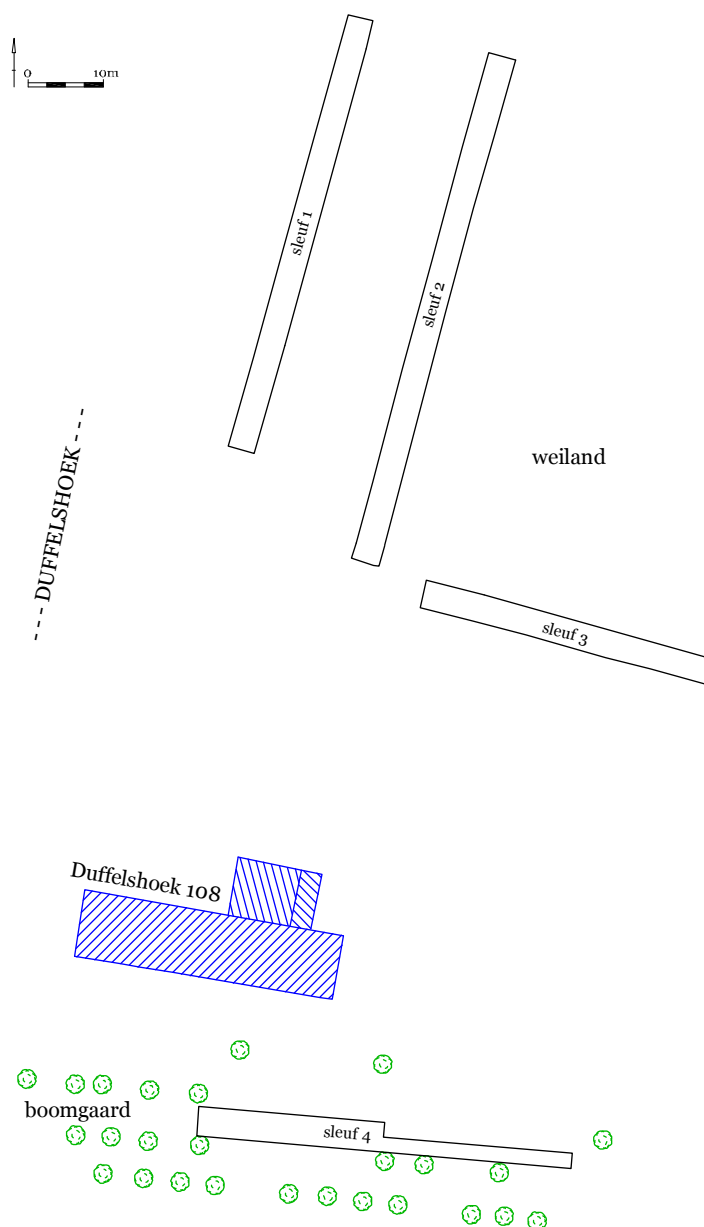 0 10m
sleuf 1
sleuf 2
weiland
DUFFELSHOEK
sleuf 3
Duffelshoek 108
boomgaard
sleuf 4